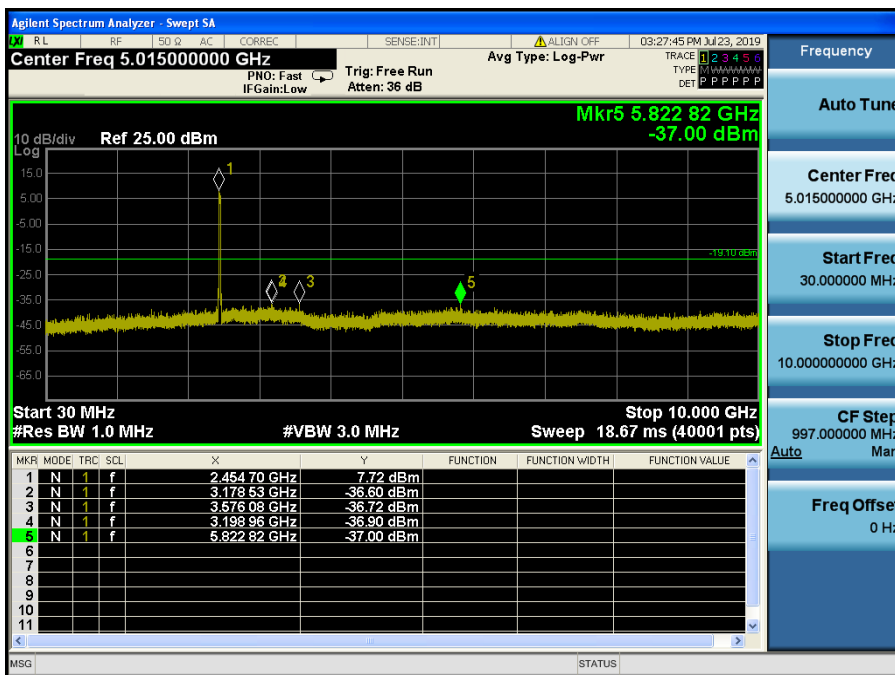 Agilent Spectrum Analyzer - Swept SA
LXI RL RF 50 Ω AC CORREC SENSE:INT ALIGN OFF 03:27:45 PM Jul 23, 2019
Center Freq 5.015000000 GHz
PNO: Fast
IFGain:Low
Trig: Free Run
Atten: 36 dB
Avg Type: Log-Pwr
TRACE 1 2 3 4 5 6
TYPE MWWWWW
DET P P P P P P
Mkr5 5.822 82 GHz
-37.00 dBm
10 dB/div
Log
Ref 25.00 dBm
15.0
5.00
-5.00
-15.0
-25.0
-35.0
-45.0
-55.0
-65.0
1
2
4
3
5
-19.10 dBm
Start 30 MHz
Stop 10.000 GHz
#Res BW 1.0 MHz
#VBW 3.0 MHz
Sweep 18.67 ms (40001 pts)
MKR MODE TRC SCL X Y FUNCTION FUNCTION WIDTH FUNCTION VALUE
1 N 1 f 2.454 70 GHz 7.72 dBm
2 N 1 f 3.178 53 GHz -36.60 dBm
3 N 1 f 3.576 08 GHz -36.72 dBm
4 N 1 f 3.198 96 GHz -36.90 dBm
5 N 1 f 5.822 82 GHz -37.00 dBm
6
7
8
9
10
11
MSG
STATUS
Frequency
Auto Tune
Center Freq
5.015000000 GHz
Start Freq
30.000000 MHz
Stop Freq
10.000000000 GHz
CF Step
997.000000 MHz
Auto Man
Freq Offset
0 Hz